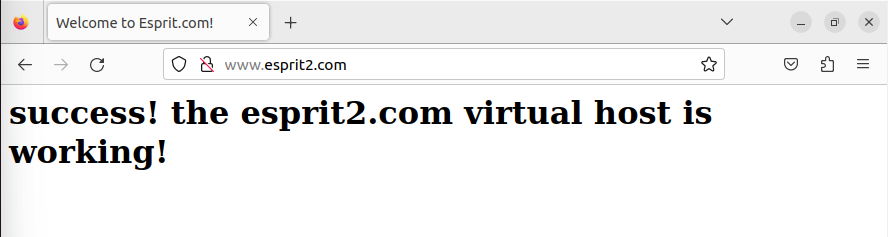 Welcome to Esprit.com!
www.esprit2.com
success! the esprit2.com virtual host is
working!